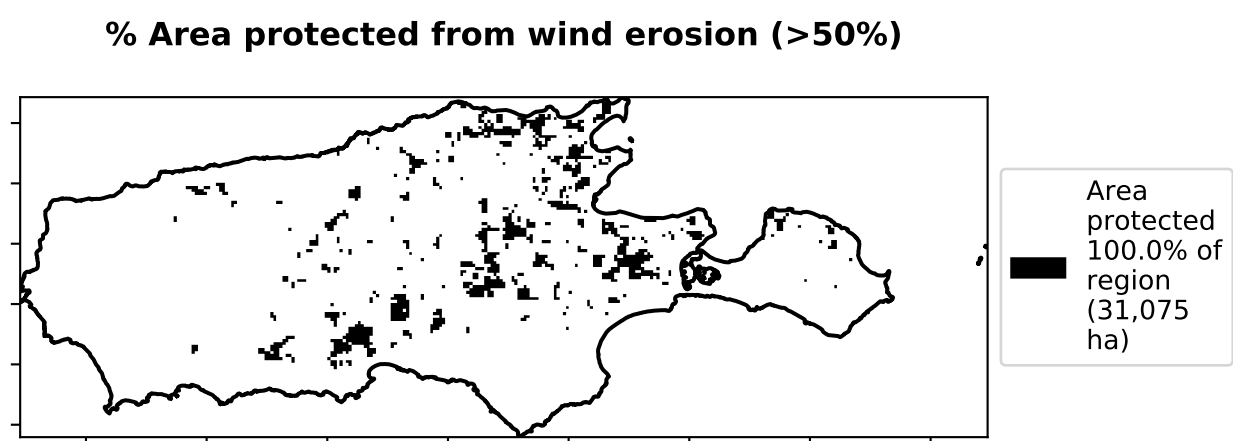 % Area protected from wind erosion (>50%)
Area
protected
100.0% of
region
(31,075
ha)